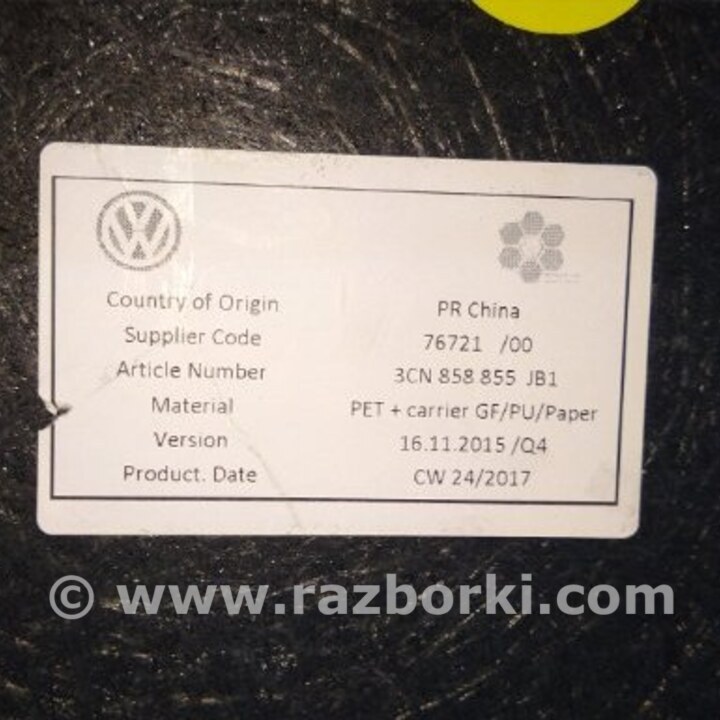 Country of Origin PR China
Supplier Code 76721 /00
Article Number 3CN 858 855 JB1
Material PET + carrier GF/PU/Paper
Version 16.11.2015 /Q4
Product. Date CW 24/2017
© www.razborki.com